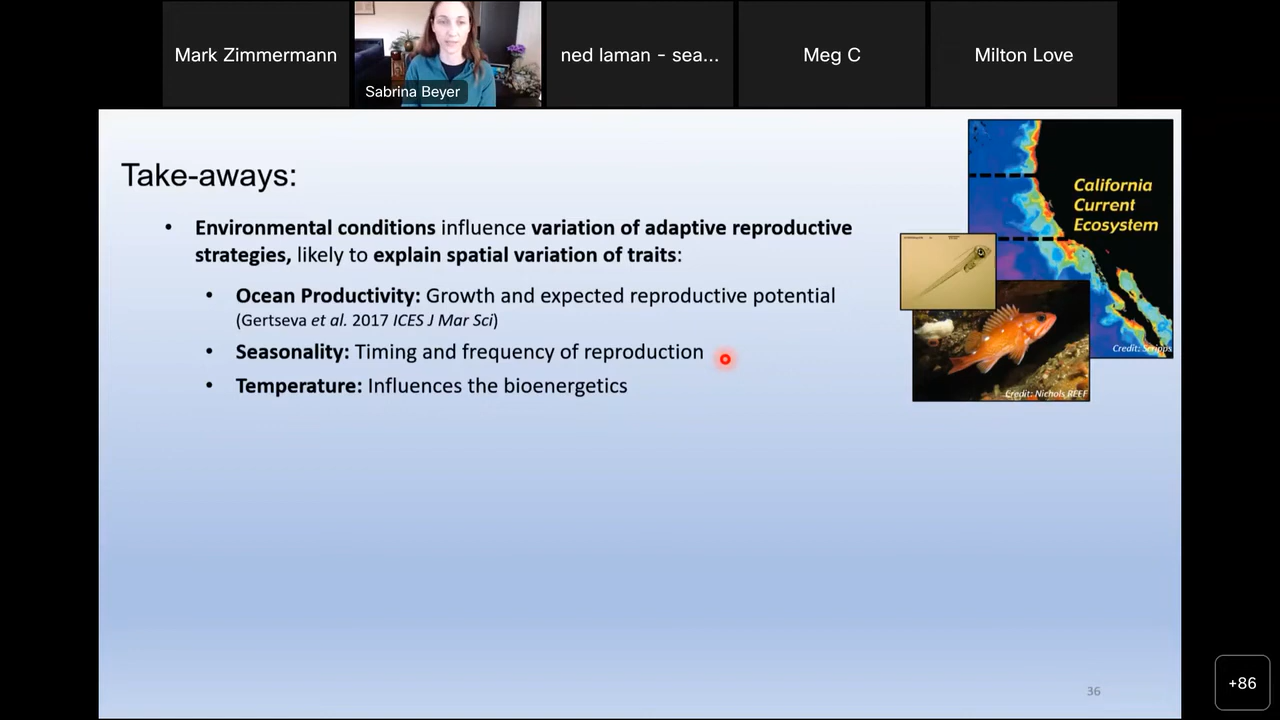 Mark Zimmermann
Sabrina Beyer
ned laman - sea...
Meg C
Milton Love
Take-aways:
• Environmental conditions influence variation of adaptive reproductive
strategies, likely to explain spatial variation of traits:
• Ocean Productivity: Growth and expected reproductive potential
(Gertseva et al. 2017 ICES J Mar Sci)
• Seasonality: Timing and frequency of reproduction
• Temperature: Influences the bioenergetics
California
Current
Ecosystem
Credit: Scripps
Credit: Nichols REEF
36
+86